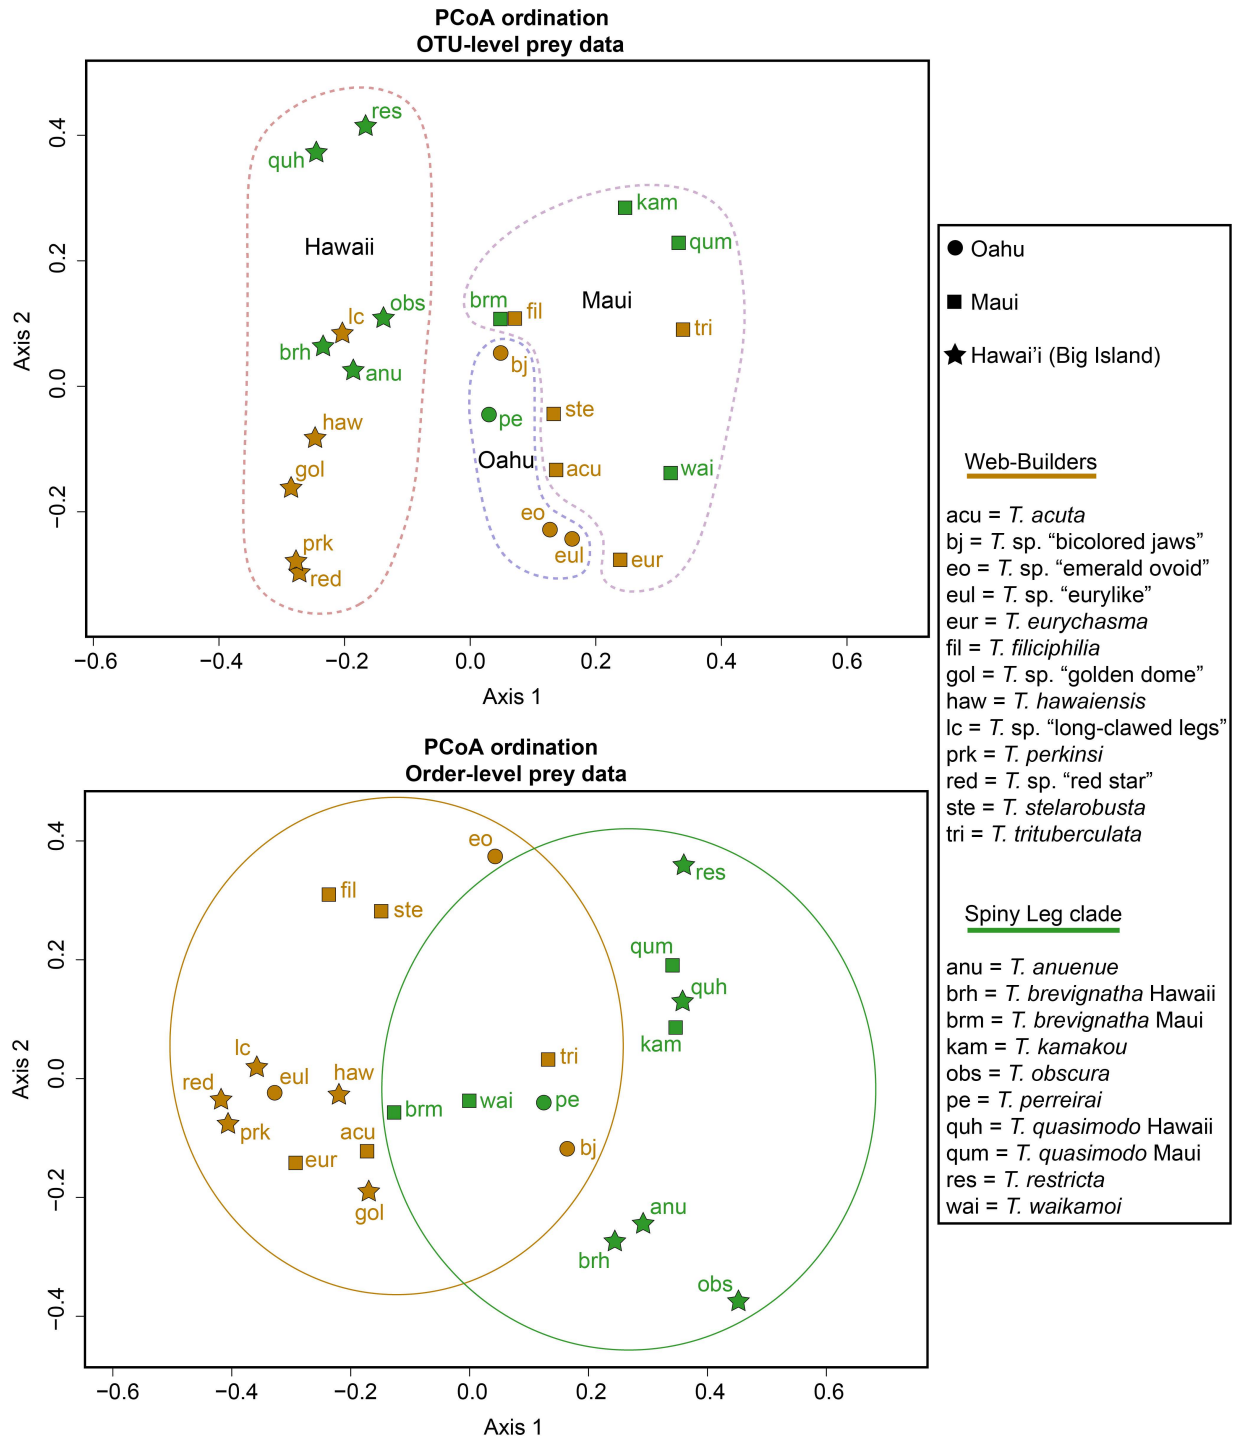 PCoA ordination
OTU-level prey data
res
quh
kam
Hawaii
qum
Maui
obs
brm
fil
lc
tri
brh
bj
anu
ste
pe
haw
Oahu
acu
wai
gol
eo
prk
eul
eur
red
0.4
0.2
0.0
−0.2
Axis 2
−0.6
−0.4
−0.2
0.0
0.2
0.4
0.6
Axis 1
PCoA ordination
Order-level prey data
eo
res
fil
ste
qum
quh
kam
lc
tri
haw
eul
red
brm
wai
pe
prk
acu
bj
eur
gol
anu
brh
obs
0.4
0.2
0.0
−0.2
−0.4
Axis 2
−0.6
−0.4
−0.2
0.0
0.2
0.4
0.6
Axis 1
Oahu
Maui
Hawai’i (Big Island)
Web-Builders
acu = T. acuta
bj = T. sp. “bicolored jaws”
eo = T. sp. “emerald ovoid”
eul = T. sp. “eurylike”
eur = T. eurychasma
fil = T. filiciphilia
gol = T. sp. “golden dome”
haw = T. hawaiensis
lc = T. sp. “long-clawed legs”
prk = T. perkinsi
red = T. sp. “red star”
ste = T. stelarobusta
tri = T. trituberculata
Spiny Leg clade
anu = T. anuenue
brh = T. brevignatha Hawaii
brm = T. brevignatha Maui
kam = T. kamakou
obs = T. obscura
pe = T. perreirai
quh = T. quasimodo Hawaii
qum = T. quasimodo Maui
res = T. restricta
wai = T. waikamoi